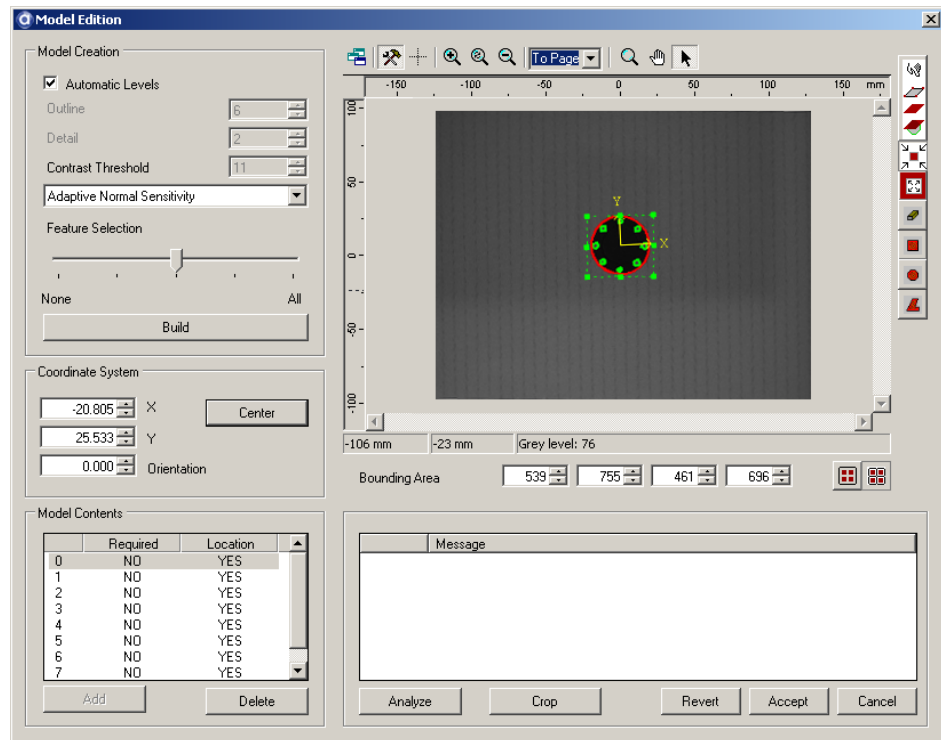 Model Edition
Model Creation
Automatic Levels
Outline 6
Detail 2
Contrast Threshold 11
Adaptive Normal Sensitivity
Feature Selection
None All
Build
Coordinate System
-20.805 X
Center
25.533 Y
0.000 Orientation
Model Contents
Required Location
0 NO YES
1 NO YES
2 NO YES
3 NO YES
4 NO YES
5 NO YES
6 NO YES
7 NO YES
Add Delete
To Page
-150 -100 -50 0 50 100 150 mm
-100 -50 0 50 100
Y
X
-106 mm -23 mm Grey level: 76
Bounding Area 539 755 461 696
Message
Analyze Crop Revert Accept Cancel